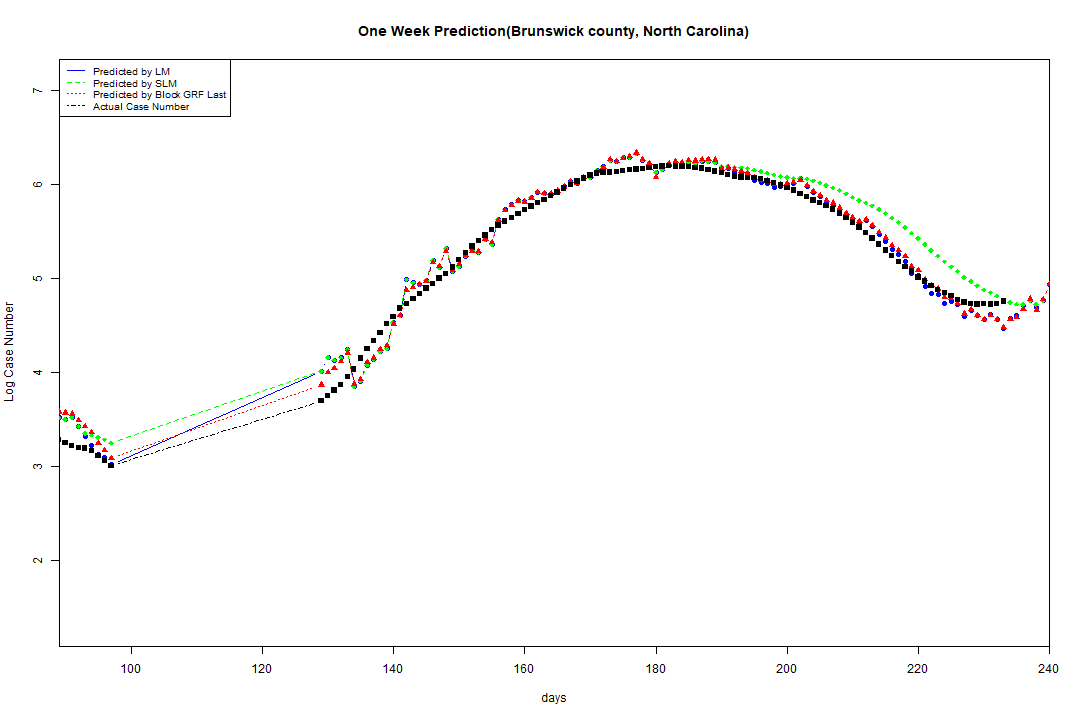 One Week Prediction(Brunswick county, North Carolina)
Predicted by LM
Predicted by SLM
Predicted by Block GRF Last
Actual Case Number
Log Case Number
7
6
5
4
3
2
100 120 140 160 180 200 220 240
days